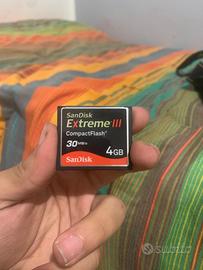 SanDisk
Extreme III
CompactFlash
30MB/s
4GB
SanDisk
subito